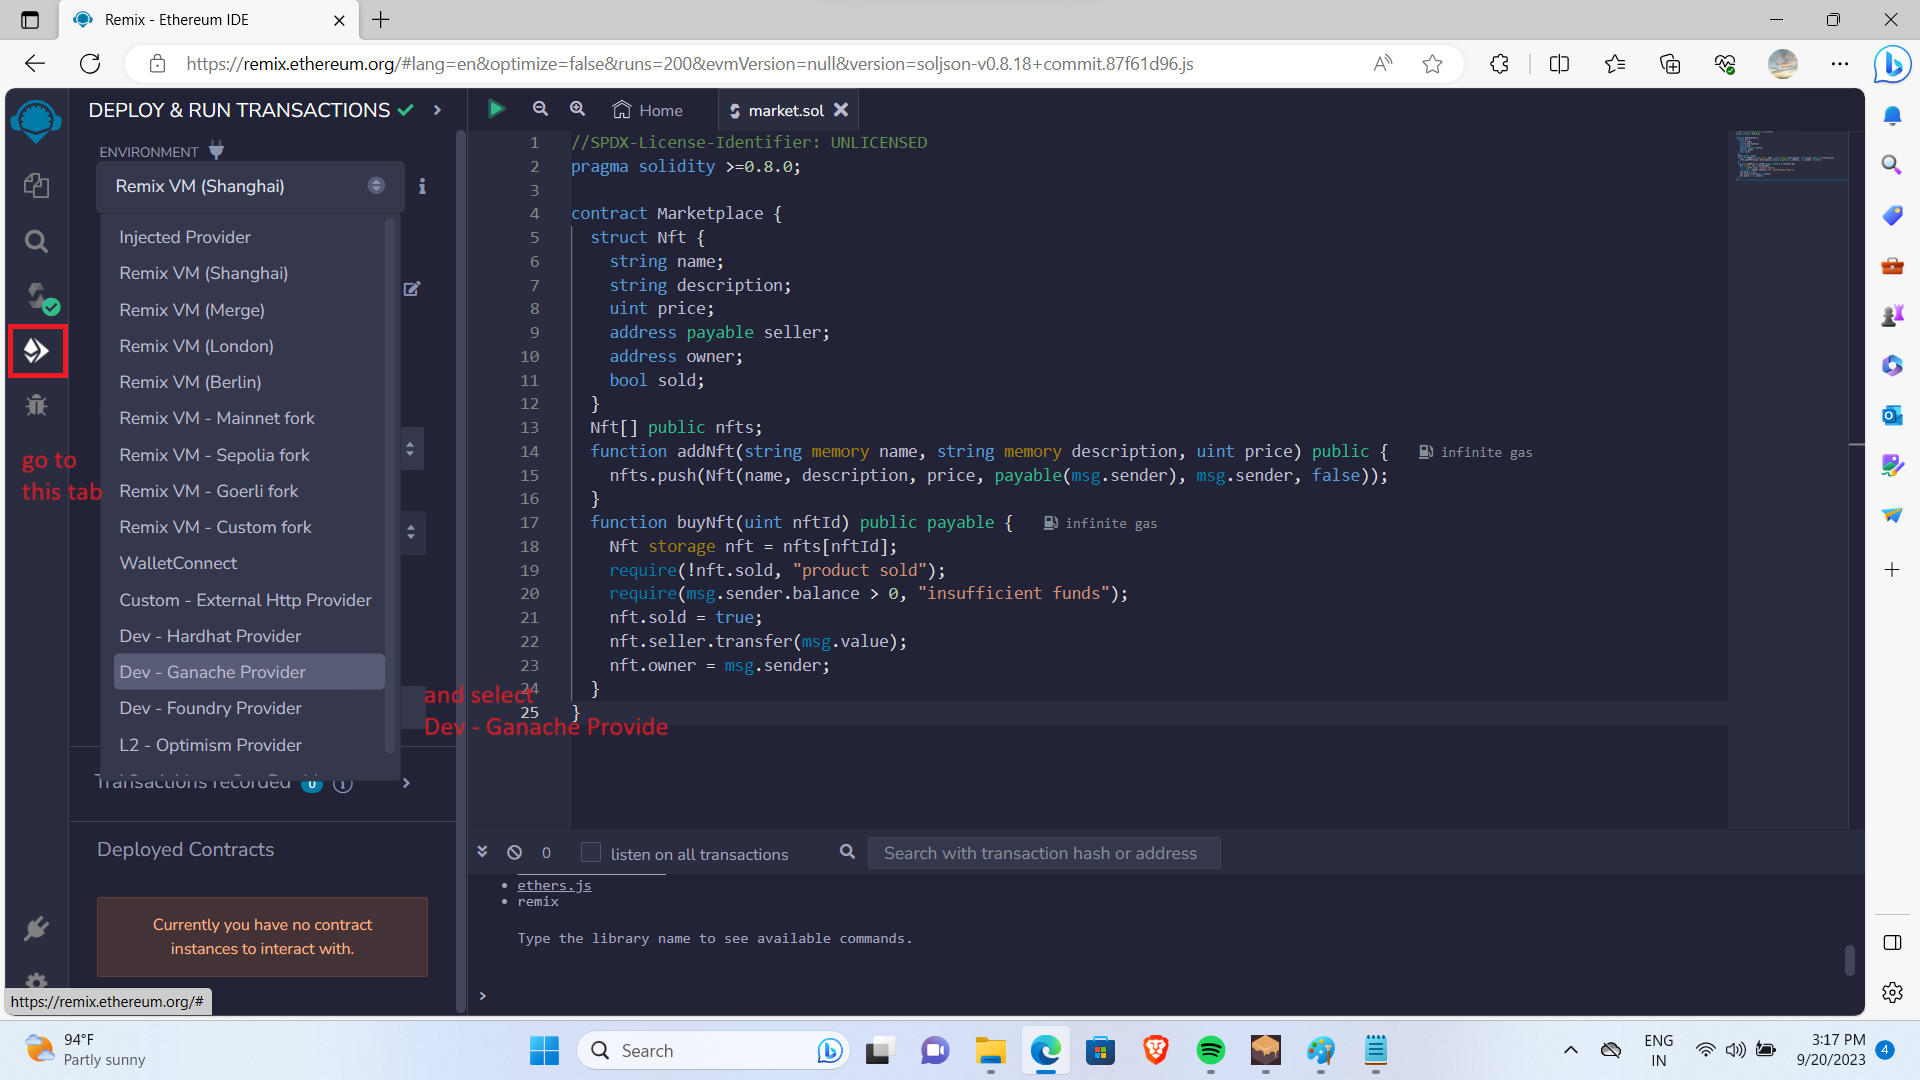 Remix - Ethereum IDE
https://remix.ethereum.org/#lang=en&optimize=false&runs=200&evmVersion=null&version=soljson-v0.8.18+commit.87f61d96.js
DEPLOY & RUN TRANSACTIONS
ENVIRONMENT
Remix VM (Shanghai)
Injected Provider
Remix VM (Shanghai)
Remix VM (Merge)
Remix VM (London)
Remix VM (Berlin)
Remix VM - Mainnet fork
Remix VM - Sepolia fork
Remix VM - Goerli fork
Remix VM - Custom fork
WalletConnect
Custom - External Http Provider
Dev - Hardhat Provider
Dev - Ganache Provider
Dev - Foundry Provider
L2 - Optimism Provider
go to
this tab
and select
Dev - Ganache Provide
Transactions recorded 0 i
Deployed Contracts
Currently you have no contract
instances to interact with.
https://remix.ethereum.org/#
Home
market.sol
1 //SPDX-License-Identifier: UNLICENSED
2 pragma solidity >=0.8.0;
3
4 contract Marketplace {
5 struct Nft {
6 string name;
7 string description;
8 uint price;
9 address payable seller;
10 address owner;
11 bool sold;
12 }
13 Nft[] public nfts;
14 function addNft(string memory name, string memory description, uint price) public { infinite gas
15 nfts.push(Nft(name, description, price, payable(msg.sender), msg.sender, false));
16 }
17 function buyNft(uint nftId) public payable { infinite gas
18 Nft storage nft = nfts[nftId];
19 require(!nft.sold, "product sold");
20 require(msg.sender.balance > 0, "insufficient funds");
21 nft.sold = true;
22 nft.seller.transfer(msg.value);
23 nft.owner = msg.sender;
24 }
25 }
0 listen on all transactions Search with transaction hash or address
• ethers.js
• remix
Type the library name to see available commands.
>
94°F
Partly sunny
Search
ENG
IN
3:17 PM
9/20/2023
4